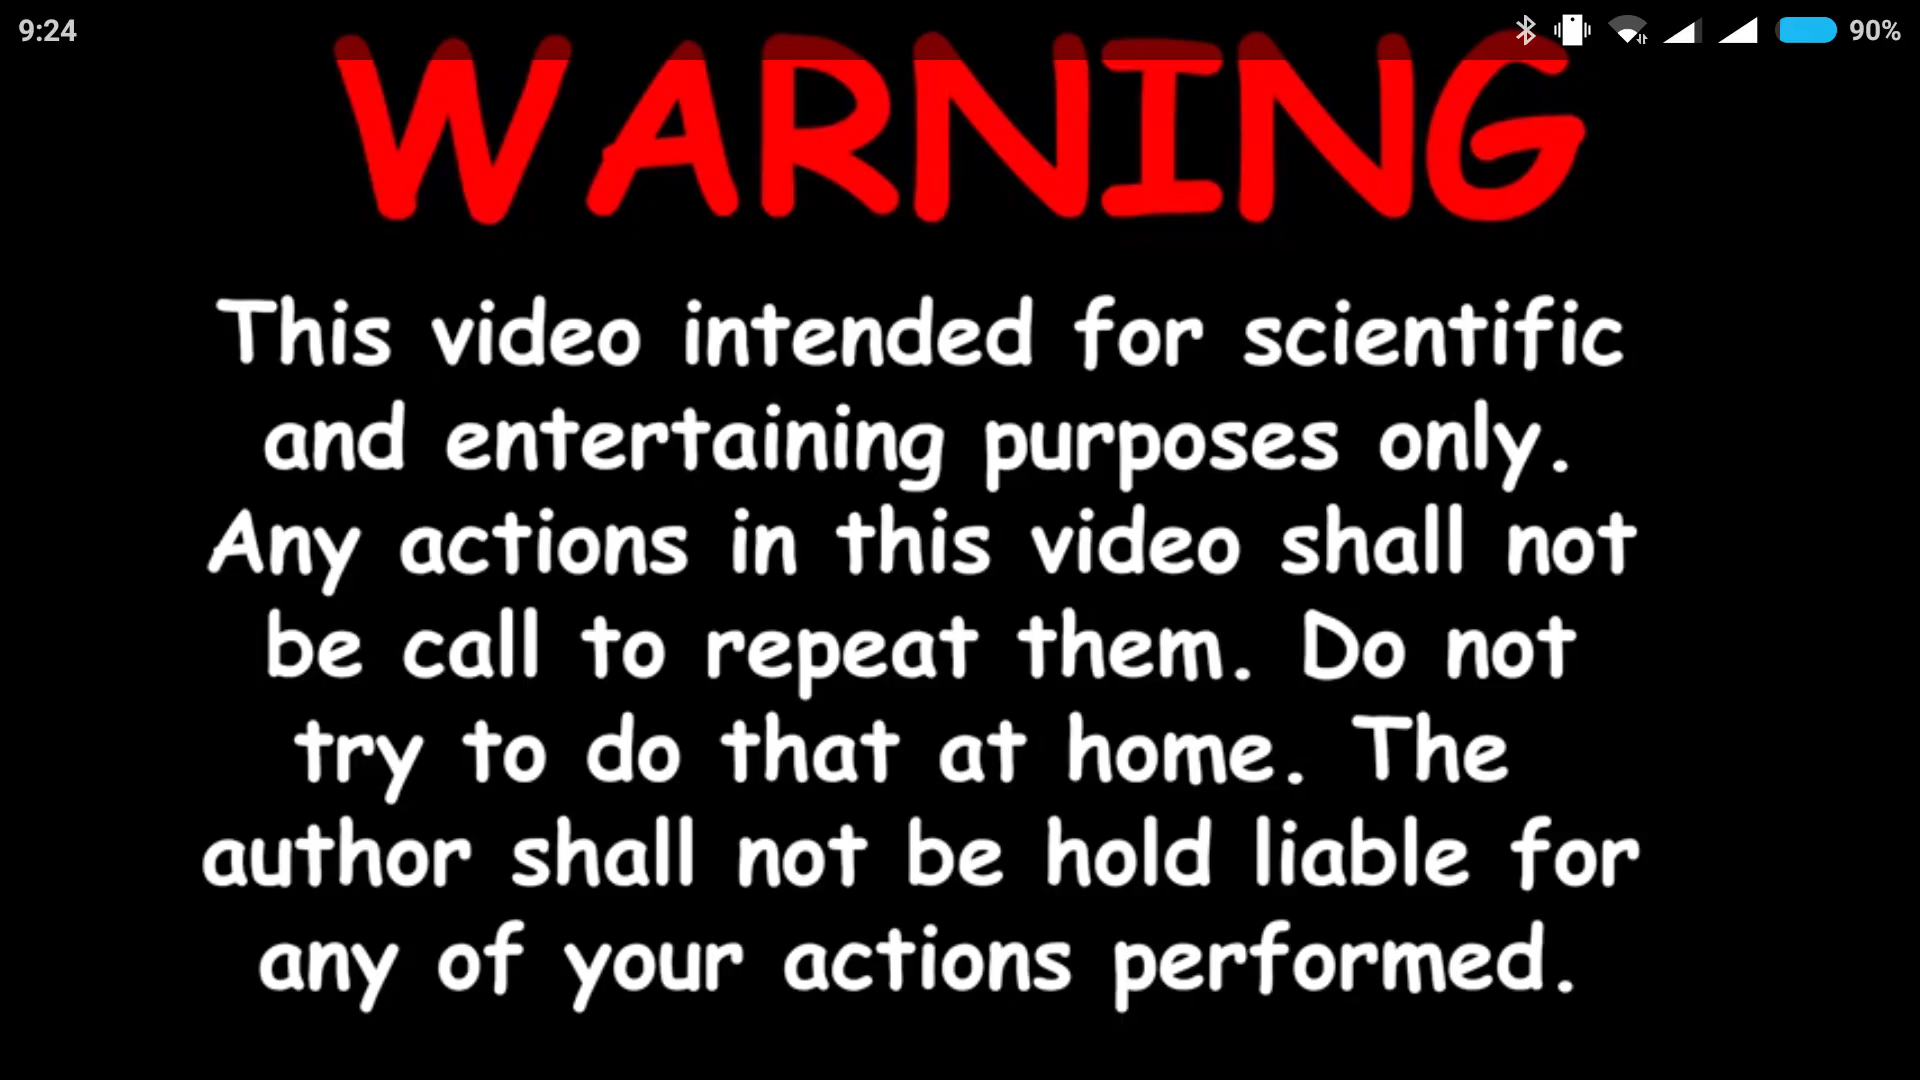 9:24
90%
WARNING
This video intended for scientific
and entertaining purposes only.
Any actions in this video shall not
be call to repeat them. Do not
try to do that at home. The
author shall not be hold liable for
any of your actions performed.